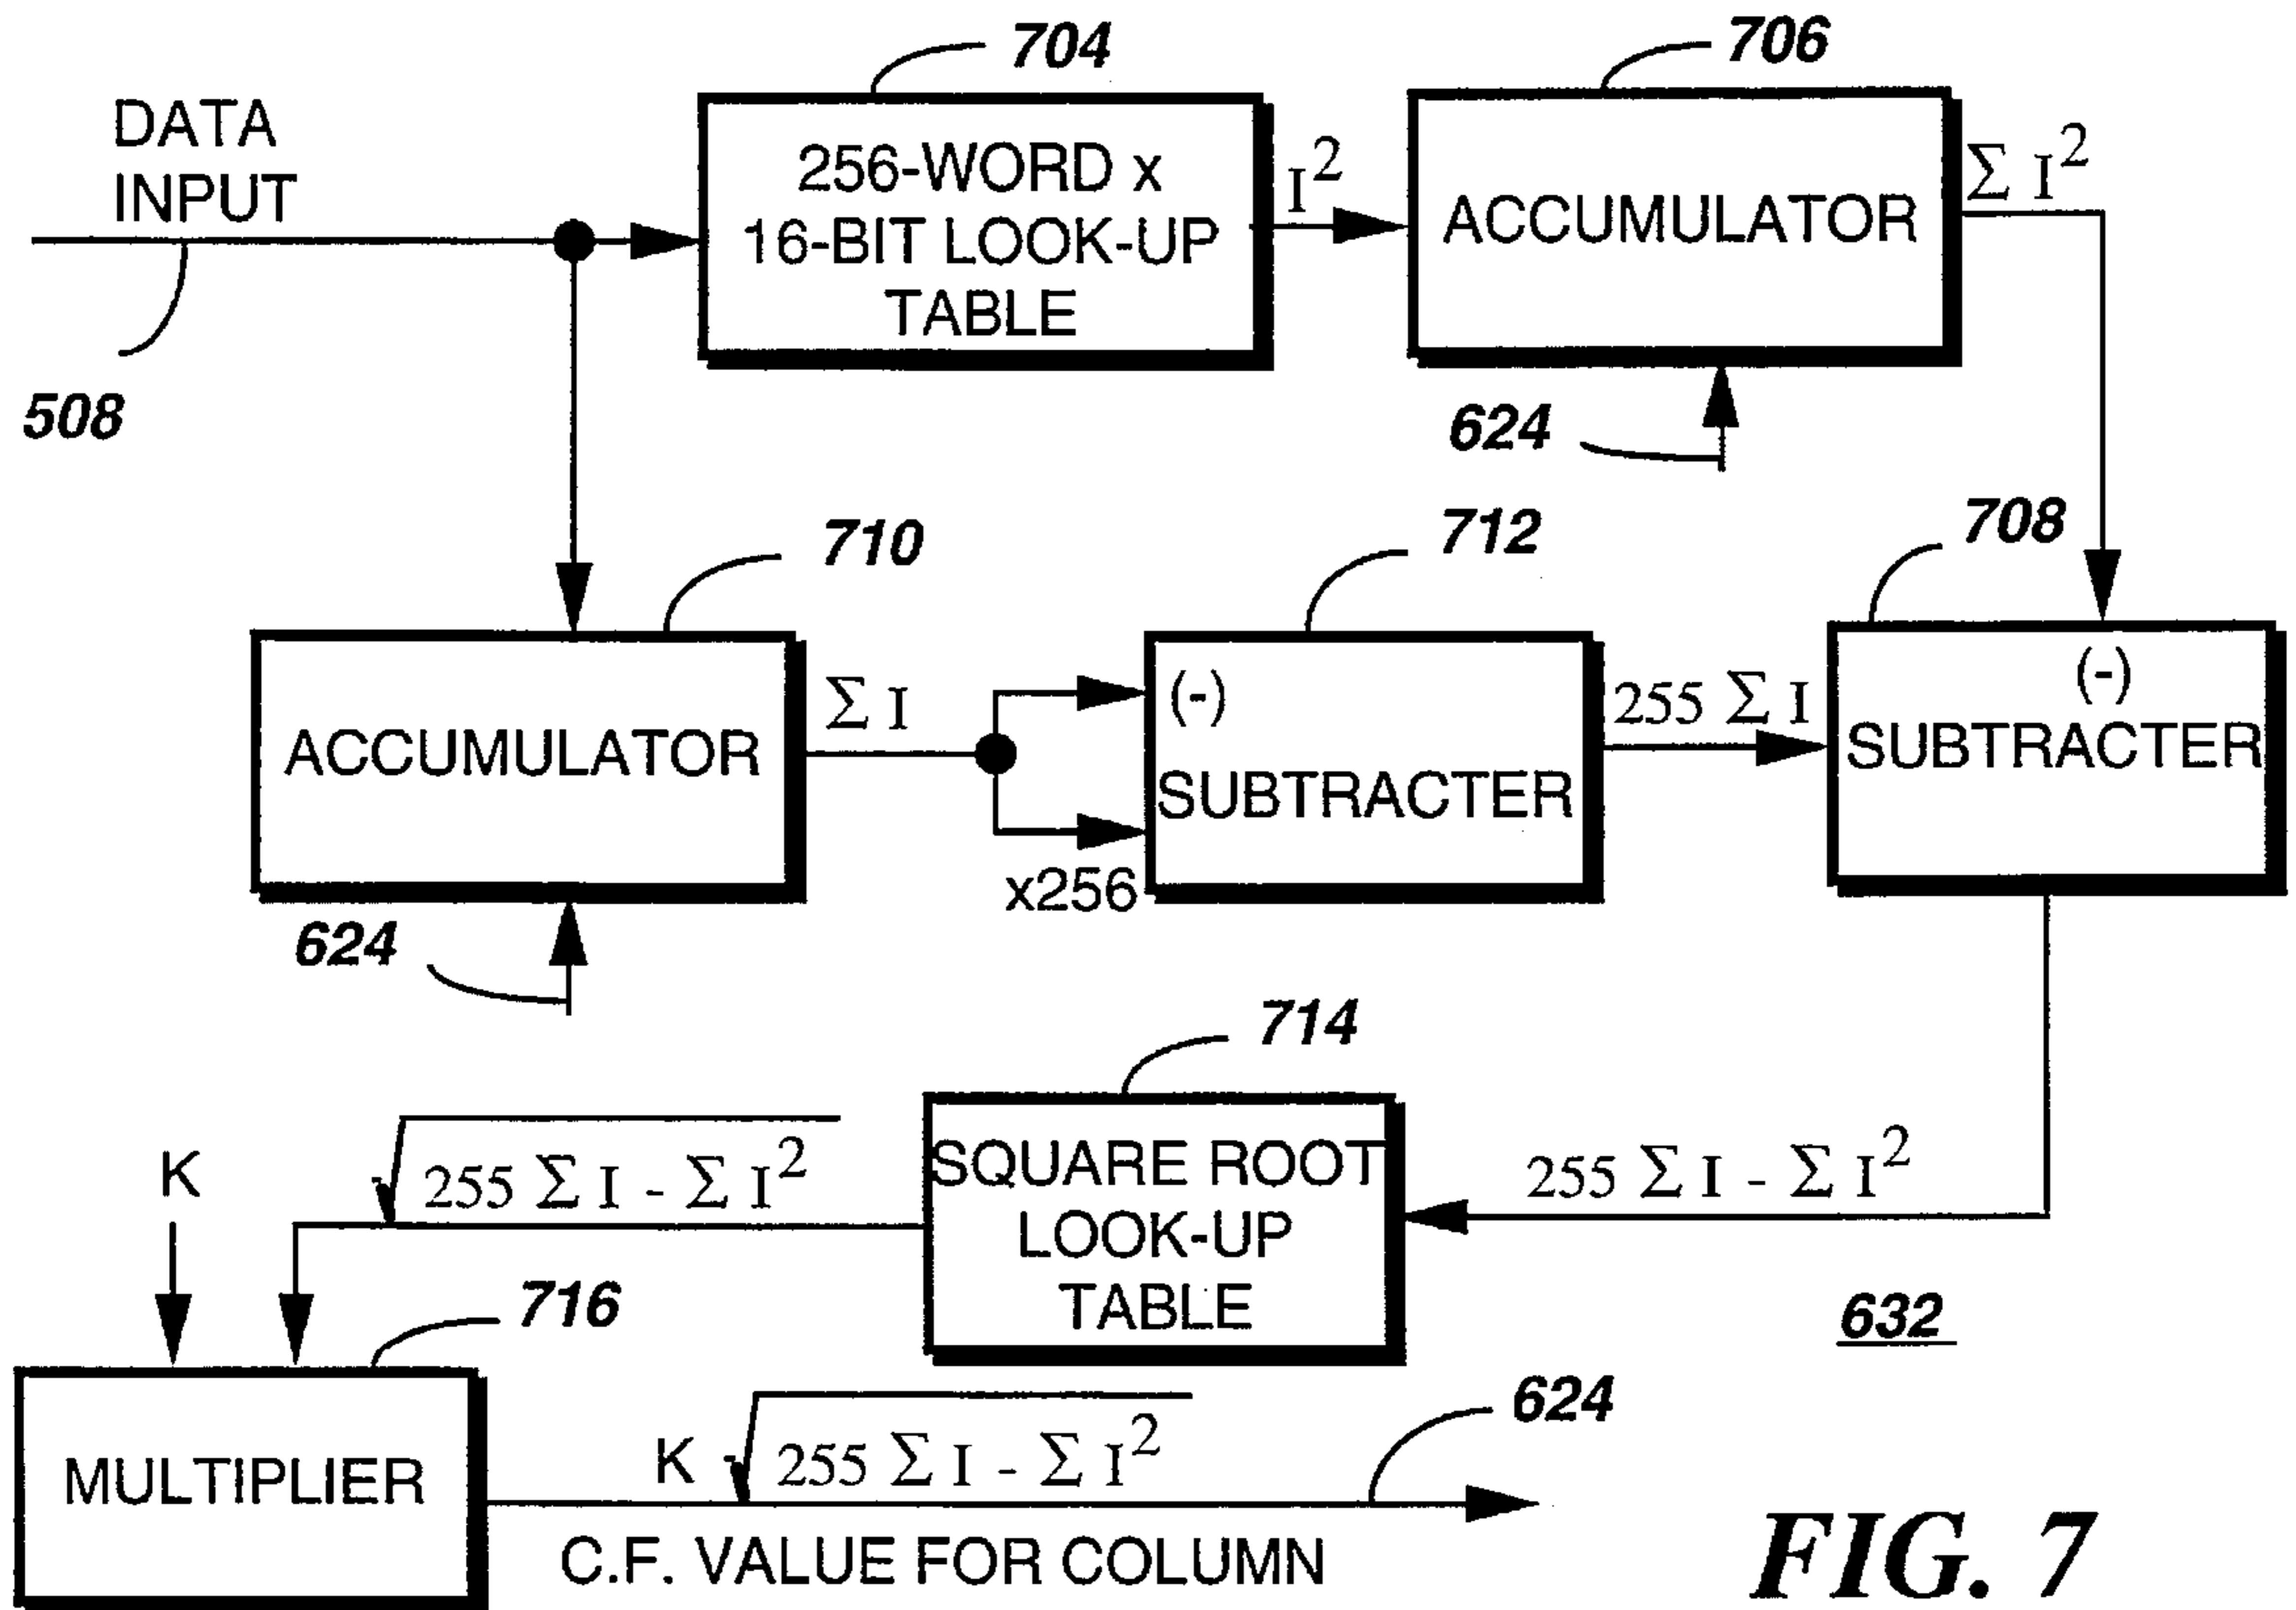 704
706
DATA
INPUT
256-WORD x
16-BIT LOOK-UP
TABLE
I²
ACCUMULATOR
Σ I²
508
624
710
712
708
ACCUMULATOR
Σ I
(-)
SUBTRACTER
x256
255 Σ I
(-)
SUBTRACTER
624
714
K
√255 Σ I - Σ I²
SQUARE ROOT
LOOK-UP
TABLE
255 Σ I - Σ I²
716
632
MULTIPLIER
K √255 Σ I - Σ I²
624
C.F. VALUE FOR COLUMN
FIG. 7